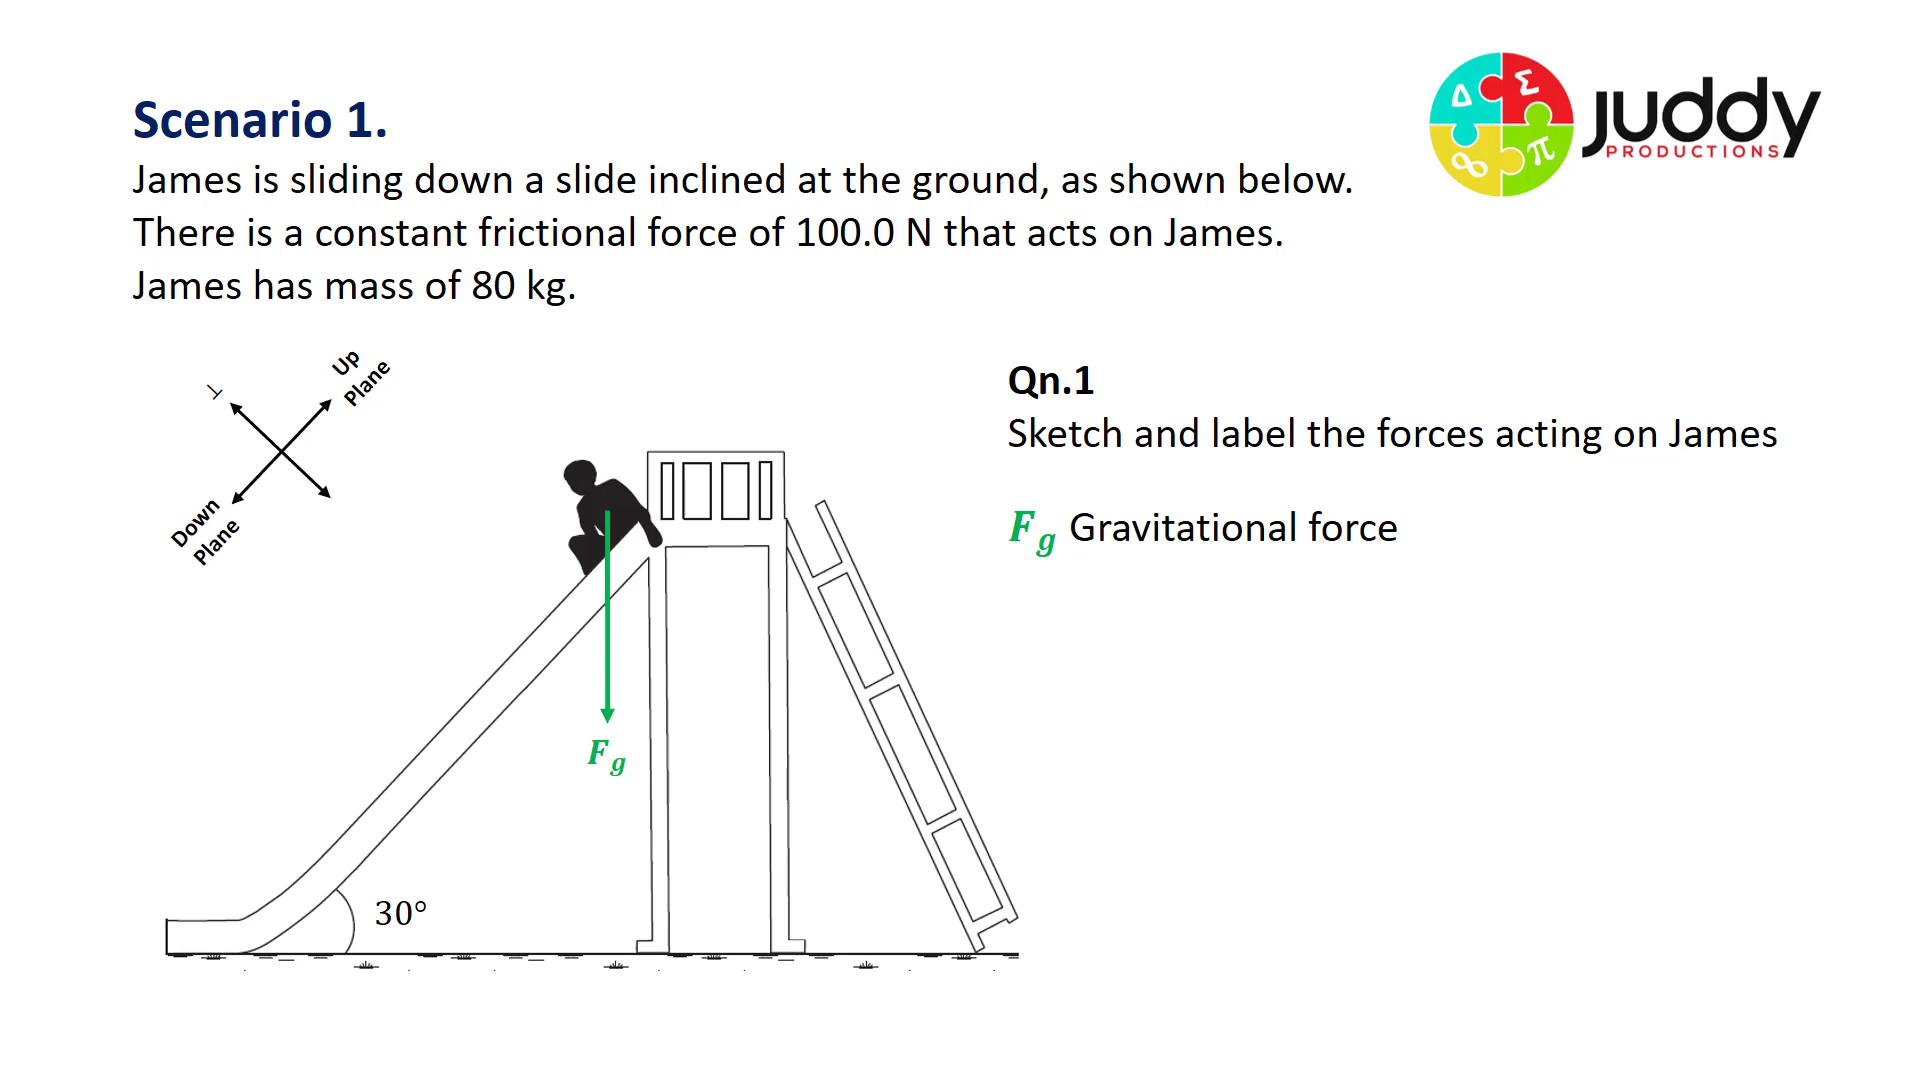 Scenario 1.
James is sliding down a slide inclined at the ground, as shown below.
There is a constant frictional force of 100.0 N that acts on James.
James has mass of 80 kg.
Δ Σ
∞ π
juddy
PRODUCTIONS
Up
Plane
⊥
Down
Plane
Qn.1
Sketch and label the forces acting on James
F g Gravitational force
F g
30°